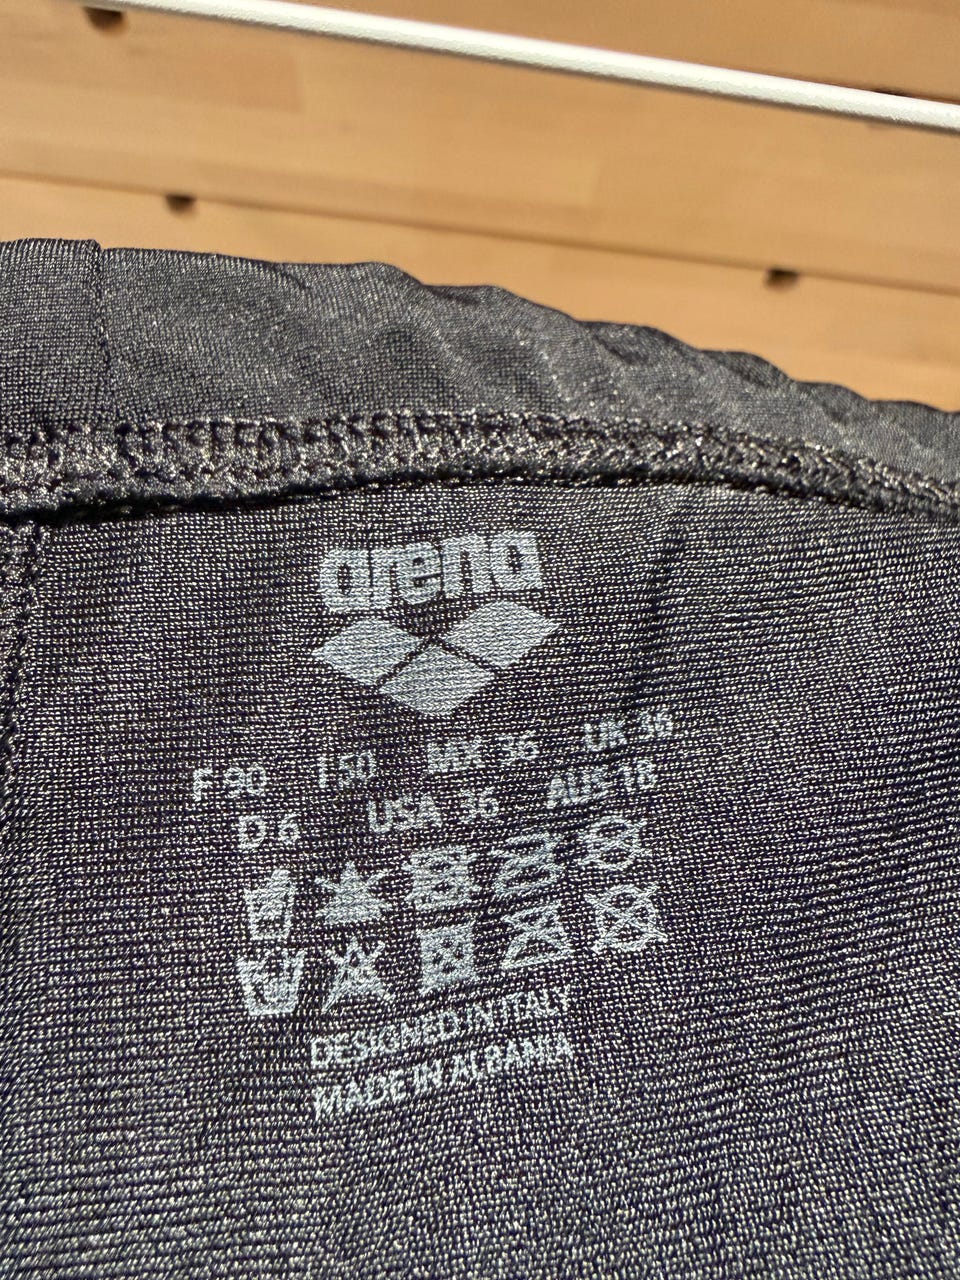 arena
F 90 I 50 MX 36 UK 36
D 6 USA 36 AUS 18
DESIGNED IN ITALY
MADE IN ALBANIA